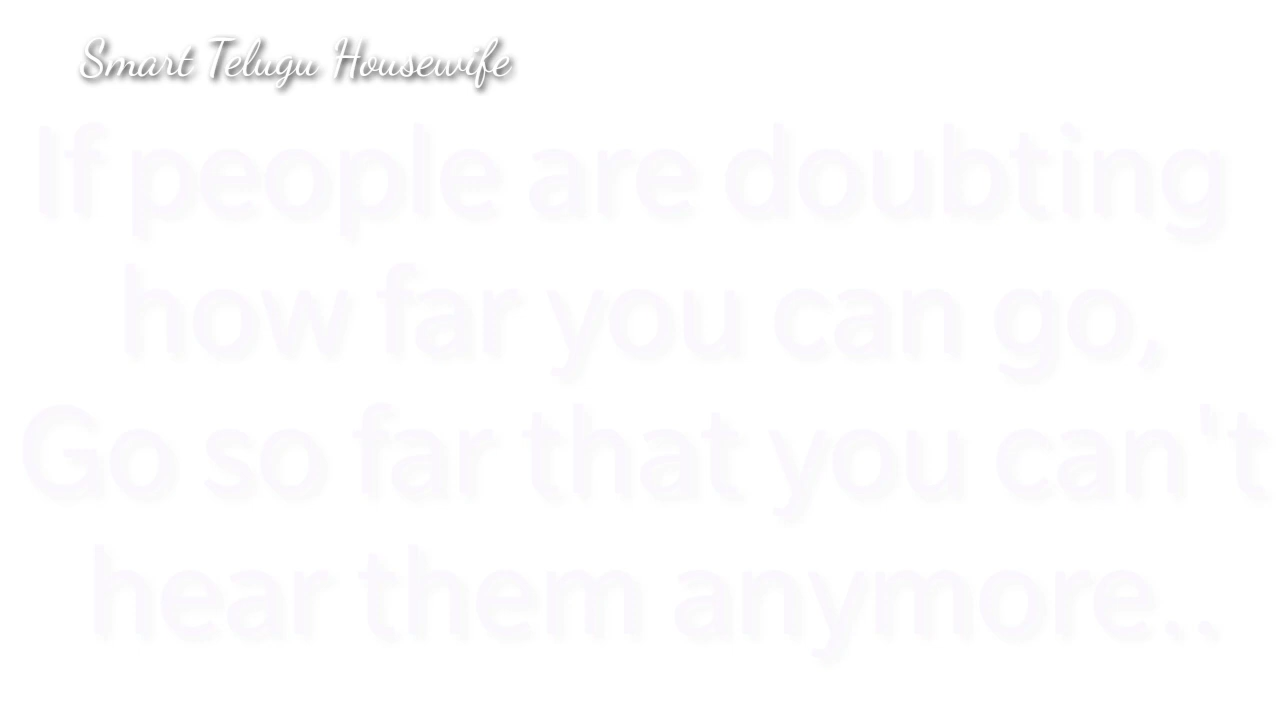 Smart Telugu Housewife
If people are doubting
how far you can go,
Go so far that you can't
hear them anymore..